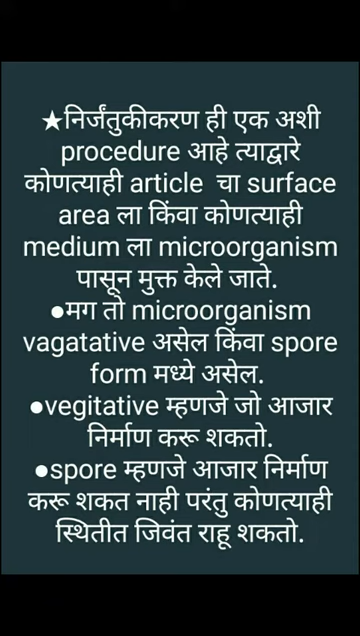 ★निर्जंतुकीकरण ही एक अशी
procedure आहे त्याद्वारे
कोणत्याही article चा surface
area ला किंवा कोणत्याही
medium ला microorganism
पासून मुक्त केले जाते.
●मग तो microorganism
vagatative असेल किंवा spore
form मध्ये असेल.
●vegitative म्हणजे जो आजार
निर्माण करू शकतो.
●spore म्हणजे आजार निर्माण
करू शकत नाही परंतु कोणत्याही
स्थितीत जिवंत राहू शकतो.